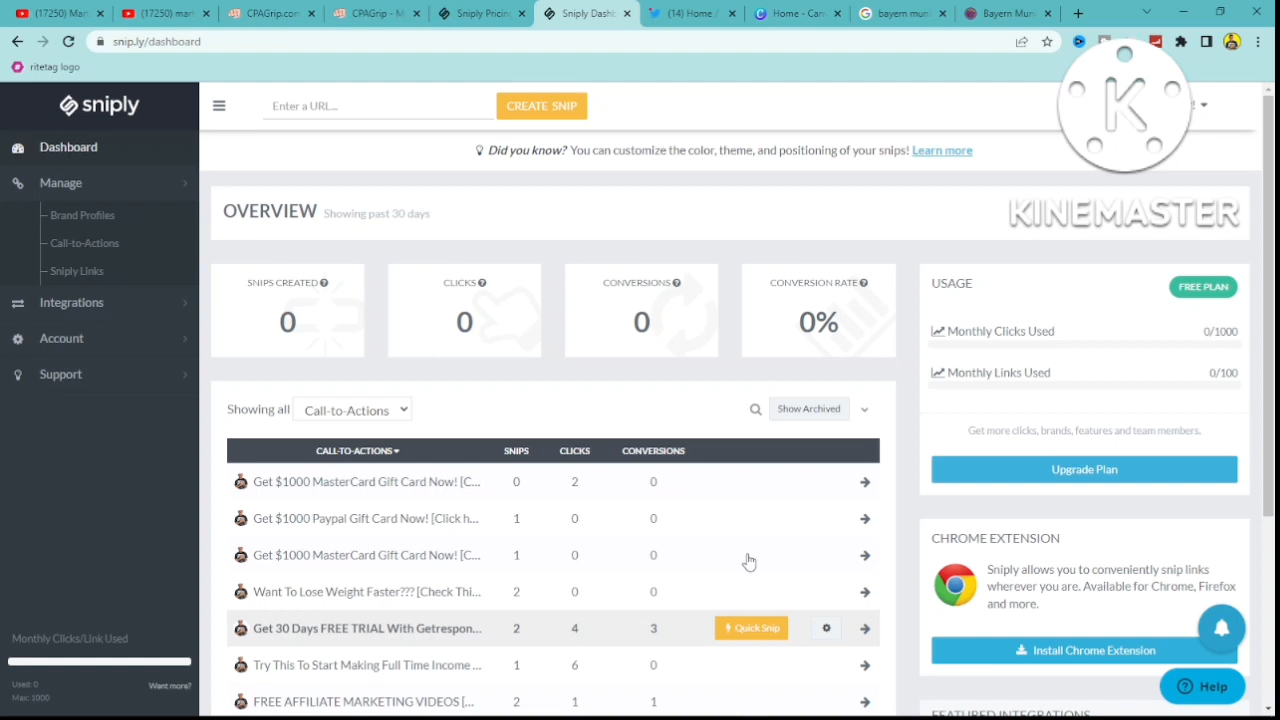 (17250) mar
(17250) mart
CPAGrip.com
CPAGrip - M
Sniply Pricing
Sniply Dash
(14) Home /
Home - Can
bayern mun
Bayern Mun
snip.ly/dashboard
ritetag logo
sniply
Enter a URL...
CREATE SNIP
K
Dashboard
Did you know? You can customize the color, theme, and positioning of your snips! Learn more
Manage
Brand Profiles
Call-to-Actions
Sniply Links
Integrations
Account
Support
OVERVIEW Showing past 30 days
KINEMASTER
SNIPS CREATED
0
CLICKS
0
CONVERSIONS
0
CONVERSION RATE
0%
USAGE
FREE PLAN
Monthly Clicks Used 0/1000
Monthly Links Used 0/100
Get more clicks, brands, features and team members.
Upgrade Plan
Showing all Call-to-Actions
Show Archived
CALL-TO-ACTIONS SNIPS CLICKS CONVERSIONS
Get $1000 MasterCard Gift Card Now! [C... 0 2 0
Get $1000 Paypal Gift Card Now! [Click h... 1 0 0
Get $1000 MasterCard Gift Card Now! [C... 1 0 0
Want To Lose Weight Faster??? [Check Thi... 2 0 0
Get 30 Days FREE TRIAL With Getrespon... 2 4 3 Quick Snip
Try This To Start Making Full Time Income ... 1 6 0
FREE AFFILIATE MARKETING VIDEOS [... 2 1 1
CHROME EXTENSION
Sniply allows you to conveniently snip links
wherever you are. Available for Chrome, Firefox
and more.
Install Chrome Extension
Help
FEATURED INTEGRATIONS
Monthly Clicks/Link Used
Used: 0
Max: 1000
Want more?